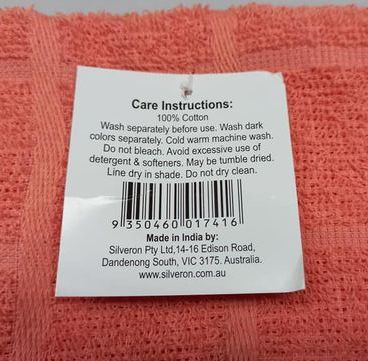 Care Instructions:
100% Cotton
Wash separately before use. Wash dark
colors separately. Cold warm machine wash.
Do not bleach. Avoid excessive use of
detergent & softeners. May be tumble dried.
Line dry in shade. Do not dry clean.
9 350460 017416
Made in India by:
Silveron Pty Ltd,14-16 Edison Road,
Dandenong South, VIC 3175. Australia.
www.silveron.com.au